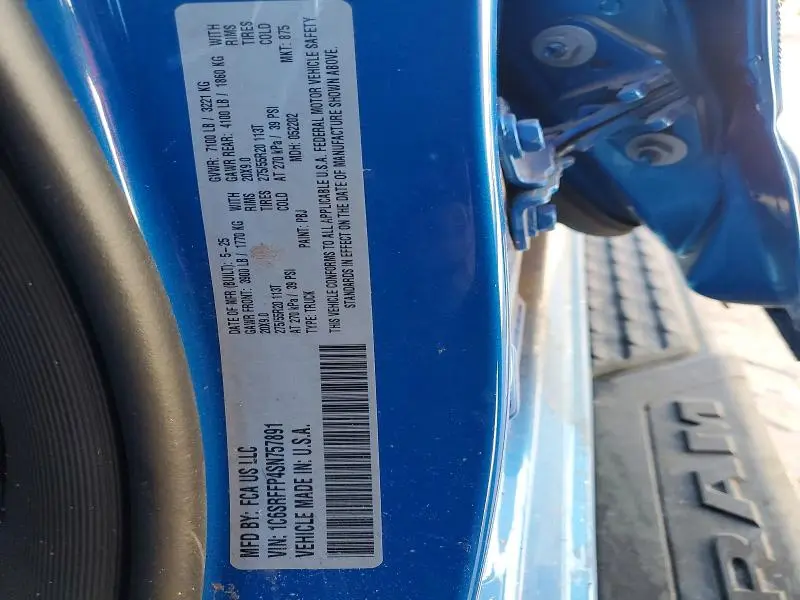 MFD BY: FCA US LLC
VIN: 1C6SRFFP4SN757891
VEHICLE MADE IN: U.S.A.
DATE OF MFR (BUILT): 5-25
GVWR: 7100 LB / 3221 KG
GAWR FRONT: 3900 LB / 1770 KG WITH
GAWR REAR: 4100 LB / 1860 KG WITH
20X9.0 RIMS
20X9.0 RIMS
275/55R20 113T TIRES
275/55R20 113T TIRES
AT 270 kPa / 39 PSI COLD
AT 270 kPa / 39 PSI COLD
TYPE: TRUCK PAINT: PBJ MDH: 052202 MKT: 875
THIS VEHICLE CONFORMS TO ALL APPLICABLE U.S.A. FEDERAL MOTOR VEHICLE SAFETY
STANDARDS IN EFFECT ON THE DATE OF MANUFACTURE SHOWN ABOVE.
RAM